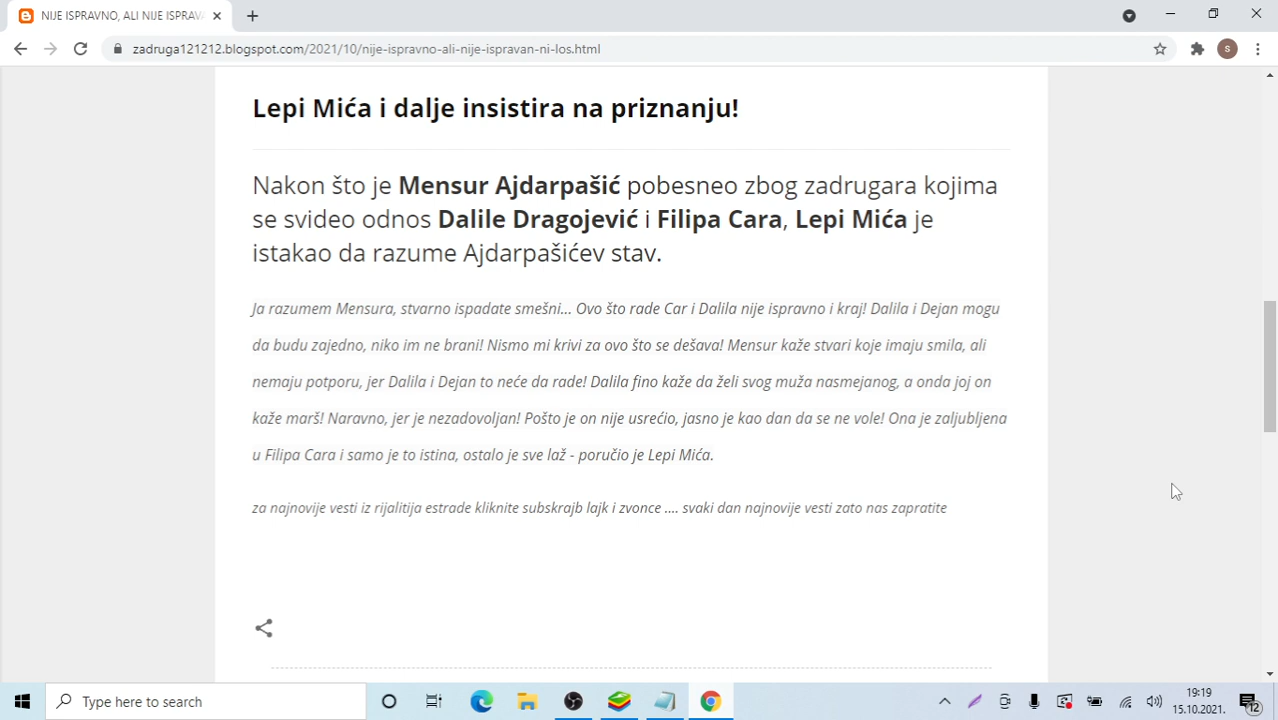 NIJE ISPRAVNO, ALI NIJE ISPRAVA
zadruga121212.blogspot.com/2021/10/nije-ispravno-ali-nije-ispravan-ni-los.html
S
Lepi Mića i dalje insistira na priznanju!
Nakon što je Mensur Ajdarpašić pobesneo zbog zadrugara kojima
se svideo odnos Dalile Dragojević i Filipa Cara, Lepi Mića je
istakao da razume Ajdarpašićev stav.
Ja razumem Mensura, stvarno ispadate smešni... Ovo što rade Car i Dalila nije ispravno i kraj! Dalila i Dejan mogu
da budu zajedno, niko im ne brani! Nismo mi krivi za ovo što se dešava! Mensur kaže stvari koje imaju smila, ali
nemaju potporu, jer Dalila i Dejan to neće da rade! Dalila fino kaže da želi svog muža nasmejanog, a onda joj on
kaže marš! Naravno, jer je nezadovoljan! Pošto je on nije usrećio, jasno je kao dan da se ne vole! Ona je zaljubljena
u Filipa Cara i samo je to istina, ostalo je sve laž - poručio je Lepi Mića.
za najnovije vesti iz rijalitija estrade kliknite subskrajb lajk i zvonce .... svaki dan najnovije vesti zato nas zapratite
Type here to search
19:19
15.10.2021.
12